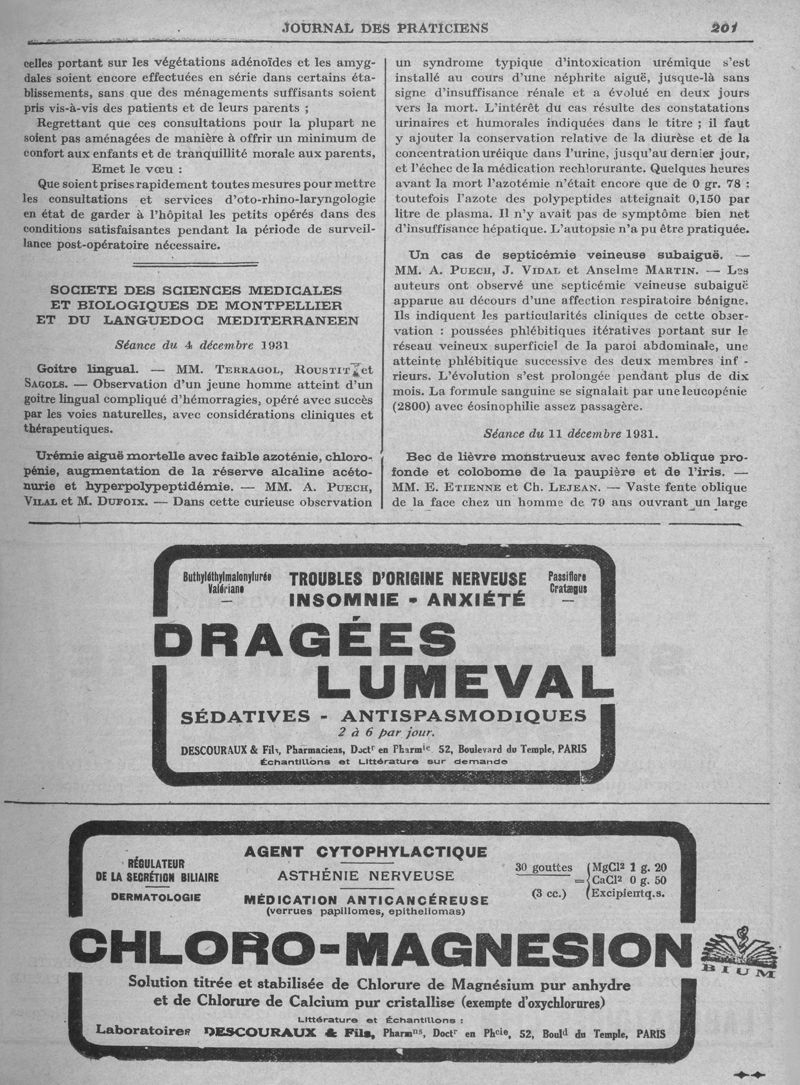 JOURNAL DES PRATICIENS
201
celles portant sur les végétations adénoïdes et les amyg-
dales soient encore effectuées en série dans certains éta-
blissements, sans que des ménagements suffisants soient
pris vis-à-vis des patients et de leurs parents ;
Regrettant que ces consultations pour la plupart ne
soient pas aménagées de manière à offrir un minimum de
confort aux enfants et de tranquillité morale aux parents,
Emet le vœu :
Que soient prises rapidement toutes mesures pour mettre
les consultations et services d'oto-rhino-laryngologie
en état de garder à l'hôpital les petits opérés dans des
conditions satisfaisantes pendant la période de surveil-
lance post-opératoire nécessaire.
SOCIETE DES SCIENCES MEDICALES
ET BIOLOGIQUES DE MONTPELLIER
ET DU LANGUEDOC MEDITERRANEEN
Séance du 4 décembre 1931
Goitre lingual. — MM. TERRAGOL, ROUSTIT et
SAGOLS. — Observation d'un jeune homme atteint d'un
goitre lingual compliqué d'hémorragies, opéré avec succès
par les voies naturelles, avec considérations cliniques et
thérapeutiques.
Urémie aiguë mortelle avec faible azoténie, chloro-
pénie, augmentation de la réserve alcaline acéto-
nurie et hyperpolypeptidémie. — MM. A. PUECH,
VILAL et M. DUFOIX. — Dans cette curieuse observation
un syndrome typique d'intoxication urémique s'est
installé au cours d'une néphrite aiguë, jusque-là sans
signe d'insuffisance rénale et a évolué en deux jours
vers la mort. L'intérêt du cas résulte des constatations
urinaires et humorales indiquées dans le titre ; il faut
y ajouter la conservation relative de la diurèse et de la
concentration uréique dans l'urine, jusqu'au dernier jour,
et l'échec de la médication rechlorurante. Quelques heures
avant la mort l'azotémie n'était encore que de 0 gr. 78 :
toutefois l'azote des polypeptides atteignait 0,150 par
litre de plasma. Il n'y avait pas de symptôme bien net
d'insuffisance hépatique. L'autopsie n'a pu être pratiquée.
Un cas de septicémie veineuse subaiguë. —
MM. A. PUECH, J. VIDAL et Anselme MARTIN. — Les
auteurs ont observé une septicémie veineuse subaiguë
apparue au décours d'une affection respiratoire bénigne.
Ils indiquent les particularités cliniques de cette obser-
vation : poussées phlébitiques itératives portant sur le
réseau veineux superficiel de la paroi abdominale, une
atteinte phlébitique successive des deux membres inf -
rieurs. L'évolution s'est prolongée pendant plus de dix
mois. La formule sanguine se signalait par une leucopénie
(2800) avec éosinophilie assez passagère.
Séance du 11 décembre 1931.
Bec de lièvre monstrueux avec fente oblique pro-
fonde et colobome de la paupière et de l'iris. —
MM. E. ETIENNE et Ch. LEJEAN. — Vaste fente oblique
de la face chez un homme de 79 ans ouvrant un large
Buthyléthylmalonylurée
Valériane
—
TROUBLES D'ORIGINE NERVEUSE
INSOMNIE - ANXIÉTÉ
Passiflore
Cratægus
—
DRAGÉES
LUMEVAL
SÉDATIVES - ANTISPASMODIQUES
2 à 6 par jour.
DESCOURAUX & Fils, Pharmaciens, Doctr en Pharmie 52, Boulevard du Temple, PARIS
Échantillons et Littérature sur demande
RÉGULATEUR
DE LA SECRÉTION BILIAIRE
DERMATOLOGIE
AGENT CYTOPHYLACTIQUE
ASTHÉNIE NERVEUSE
MÉDICATION ANTICANCÉREUSE
(verrues papillomes, epitheliomas)
30 gouttes
(3 cc.)
= { MgCl2 1 g. 20
CaCl2 0 g. 50
Excipientq.s.
CHLORO-MAGNESION
BIUM
Solution titrée et stabilisée de Chlorure de Magnésium pur anhydre
et de Chlorure de Calcium pur cristallise (exempte d'oxychlorures)
Littérature et Échantillons :
Laboratoires DESCOURAUX & Fils, Pharmns, Doctr en Phcie, 52, Bould du Temple, PARIS